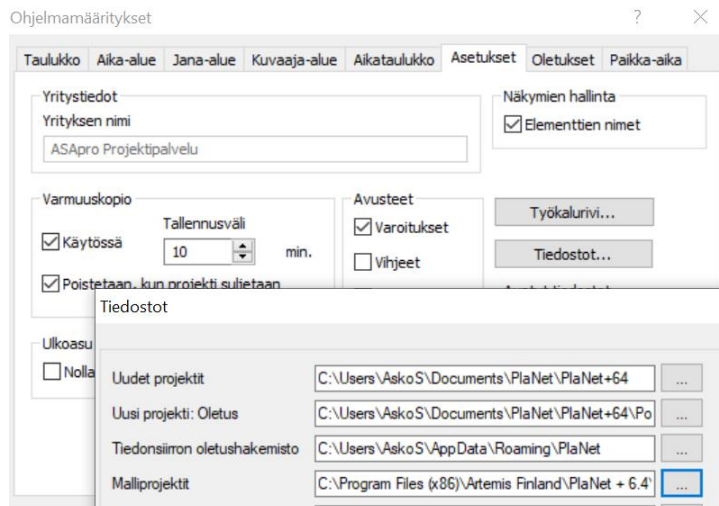 Ohjelmamääritykset ?
Taulukko Aika-alue Jana-alue Kuvaaja-alue Aikataulukko Asetukset Oletukset Paikka-aika
Yritystiedot
Yrityksen nimi
ASApro Projektipalvelu
Näkymien hallinta
Elementtien nimet
Varmuuskopio
Tallennusväli
Käytössä 10 min.
Poistetaan, kun projekti suljetaan
Avusteet
Varoitukset
Vihjeet
Työkalurivi...
Tiedostot...
Ulkoasu
Nolla
Tiedostot
Uudet projektit C:\Users\AskoS\Documents\PlaNet\PlaNet+64 ...
Uusi projekti: Oletus C:\Users\AskoS\Documents\PlaNet\PlaNet+64\Po ...
Tiedonsiirron oletushakemisto C:\Users\AskoS\AppData\Roaming\PlaNet ...
Malliprojektit C:\Program Files (x86)\Artemis Finland\PlaNet + 6.4\ ...